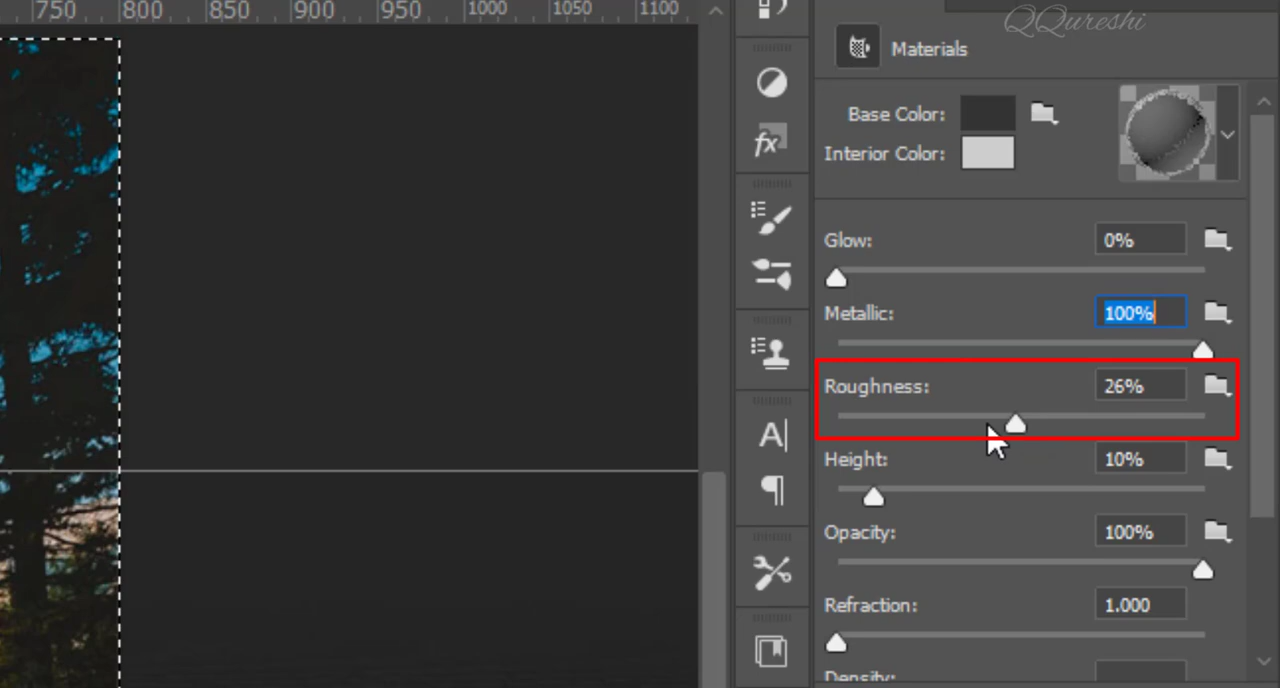 750 800 850 900 950 1000 1050 1100
QQureshi
Materials
Base Color:
Interior Color:
fx
Glow: 0%
Metallic: 100%
Roughness: 26%
A
Height: 10%
Opacity: 100%
Refraction: 1.000
Density: